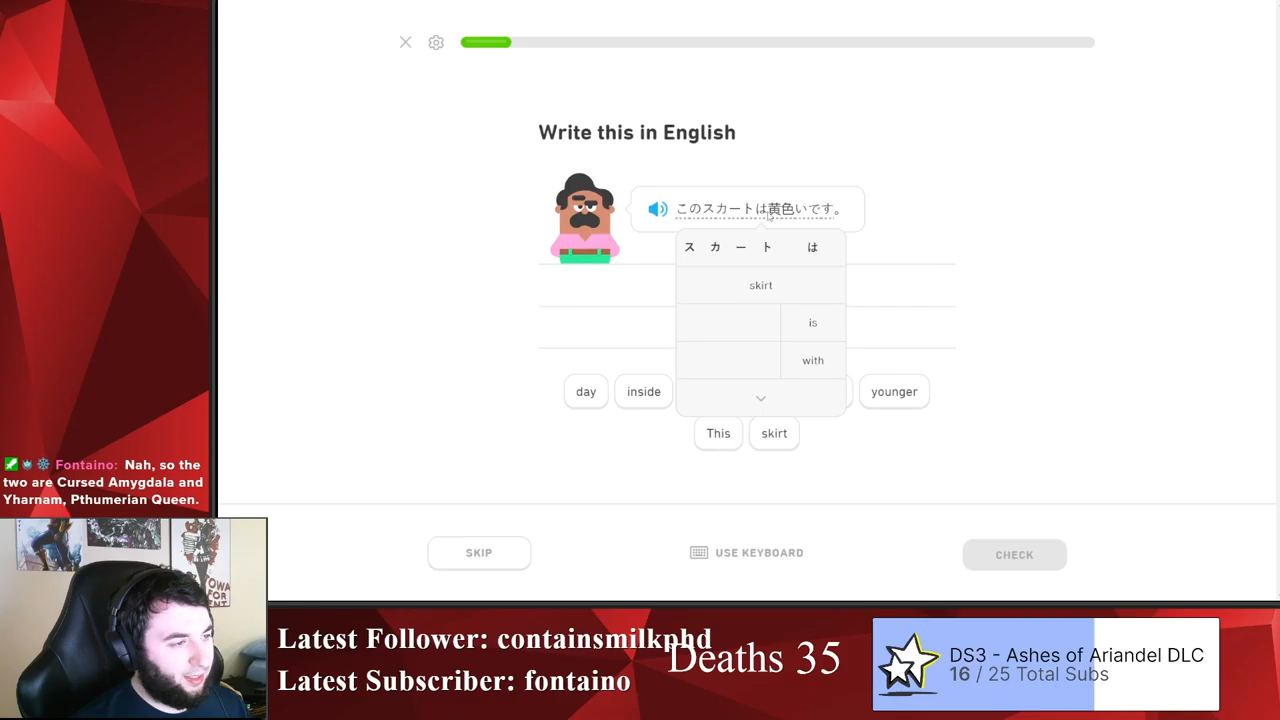 Write this in English
このスカートは黄色いです。
スカート は
skirt
is
with
day inside younger
This skirt
Fontaino: Nah, so the
two are Cursed Amygdala and
Yharnam, Pthumerian Queen.
SKIP USE KEYBOARD CHECK
Latest Follower: containsmilkphd
Latest Subscriber: fontaino
Deaths 35
DS3 - Ashes of Ariandel DLC
16 / 25 Total Subs